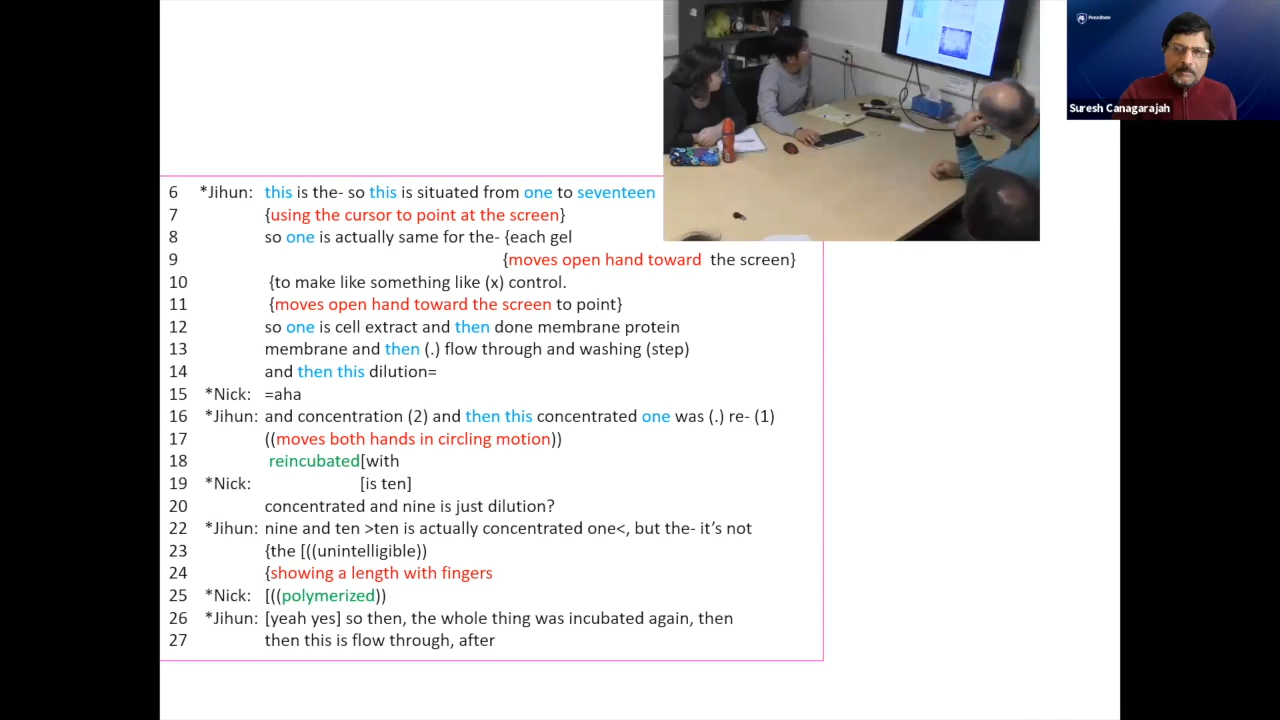 PennState
Suresh Canagarajah
6 *Jihun: this is the- so this is situated from one to seventeen
7 {using the cursor to point at the screen}
8 so one is actually same for the- {each gel
9 {moves open hand toward the screen}
10 {to make like something like (x) control.
11 {moves open hand toward the screen to point}
12 so one is cell extract and then done membrane protein
13 membrane and then (.) flow through and washing (step)
14 and then this dilution=
15 *Nick: =aha
16 *Jihun: and concentration (2) and then this concentrated one was (.) re- (1)
17 ((moves both hands in circling motion))
18 reincubated[with
19 *Nick: [is ten]
20 concentrated and nine is just dilution?
22 *Jihun: nine and ten >ten is actually concentrated one<, but the- it’s not
23 {the [((unintelligible))
24 {showing a length with fingers
25 *Nick: [((polymerized))
26 *Jihun: [yeah yes] so then, the whole thing was incubated again, then
27 then this is flow through, after